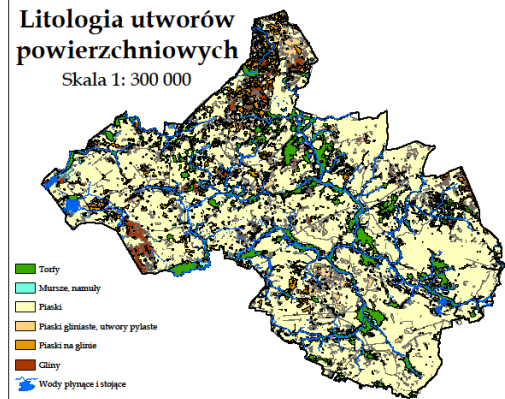 Litologia utworów
powierzchniowych
Skala 1: 300 000
Torfy
Mursze, namuły
Piaski
Piaski gliniaste, utwory pylaste
Piaski na glinie
Gliny
Wody płynące i stojące